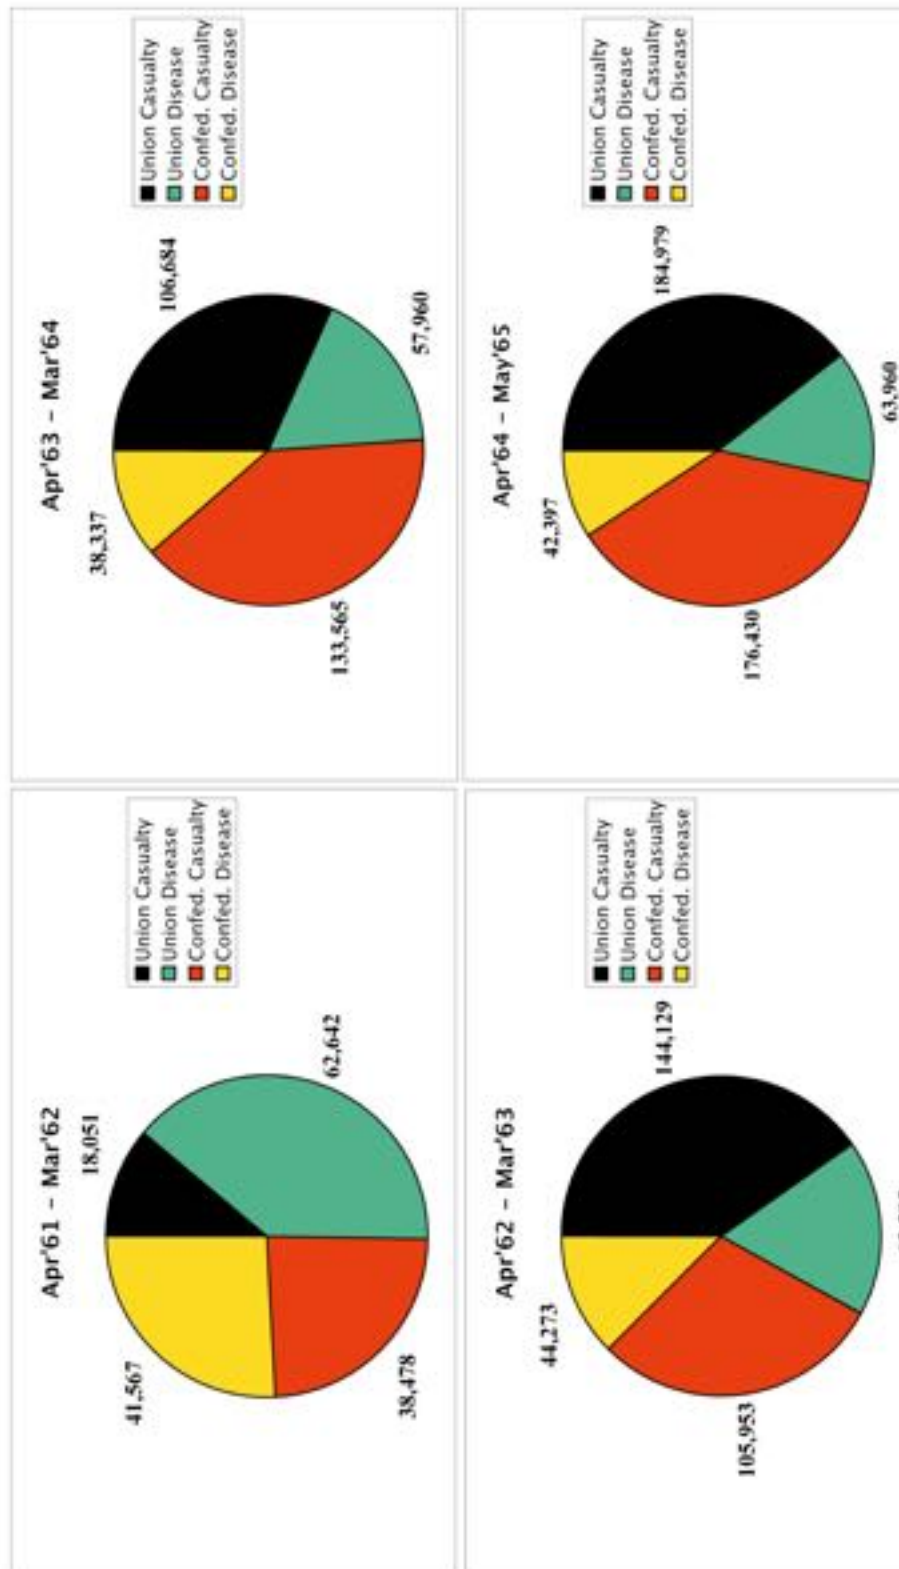 Apr'61 – Mar'62
18,051
62,642
38,478
41,567
Union Casualty
Union Disease
Confed. Casualty
Confed. Disease
Apr'63 – Mar'64
38,337
106,684
57,960
133,565
Union Casualty
Union Disease
Confed. Casualty
Confed. Disease
Apr'62 – Mar'63
44,273
144,129
105,953
Union Casualty
Union Disease
Confed. Casualty
Confed. Disease
Apr'64 – May'65
42,397
184,979
63,960
176,430
Union Casualty
Union Disease
Confed. Casualty
Confed. Disease